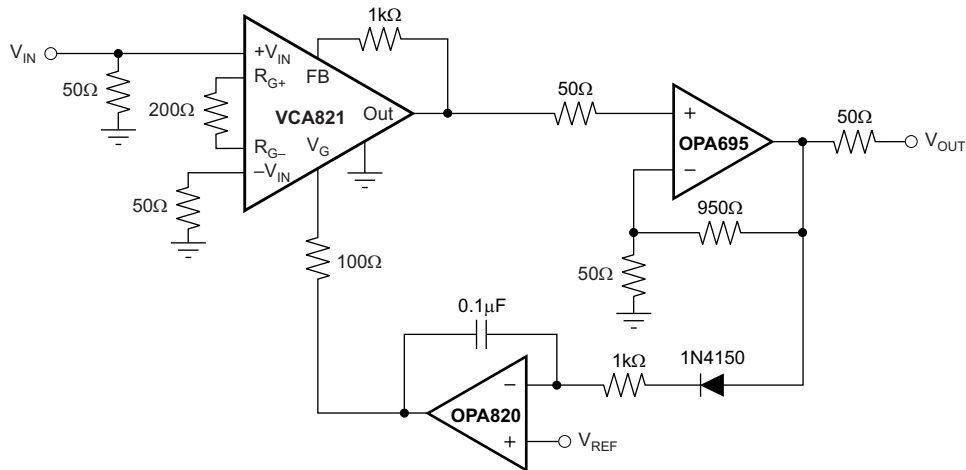 1kΩ
V_IN
+V_IN
FB
50Ω
R_G+
200Ω
VCA821
Out
R_G−
V_G
−V_IN
50Ω
50Ω
+
OPA695
−
50Ω
V_OUT
950Ω
50Ω
100Ω
0.1μF
1kΩ
1N4150
−
OPA820
+
V_REF